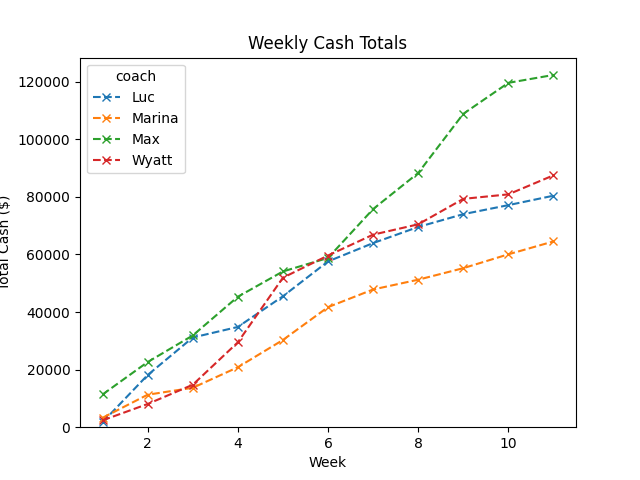 Weekly Cash Totals
coach
Luc
Marina
Max
Wyatt
120000
100000
80000
60000
40000
20000
0
Total Cash ($)
2
4
6
8
10
Week